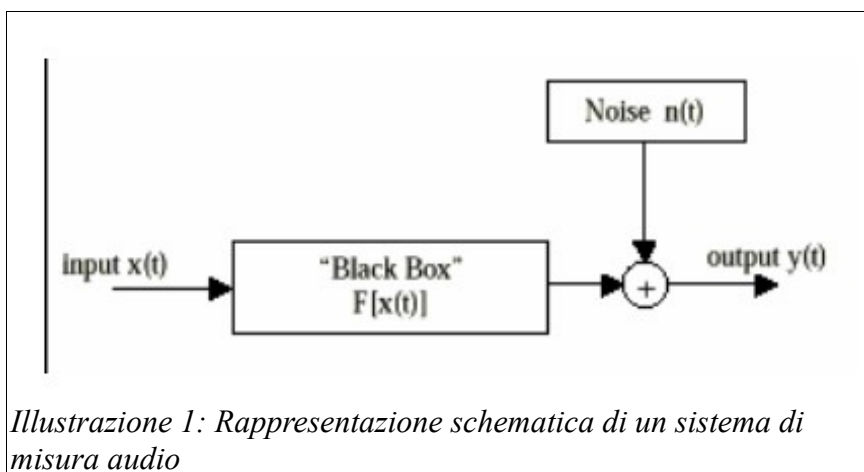 Noise n(t)
input x(t)
"Black Box"
F[x(t)]
+
output y(t)
Illustrazione 1: Rappresentazione schematica di un sistema di
misura audio